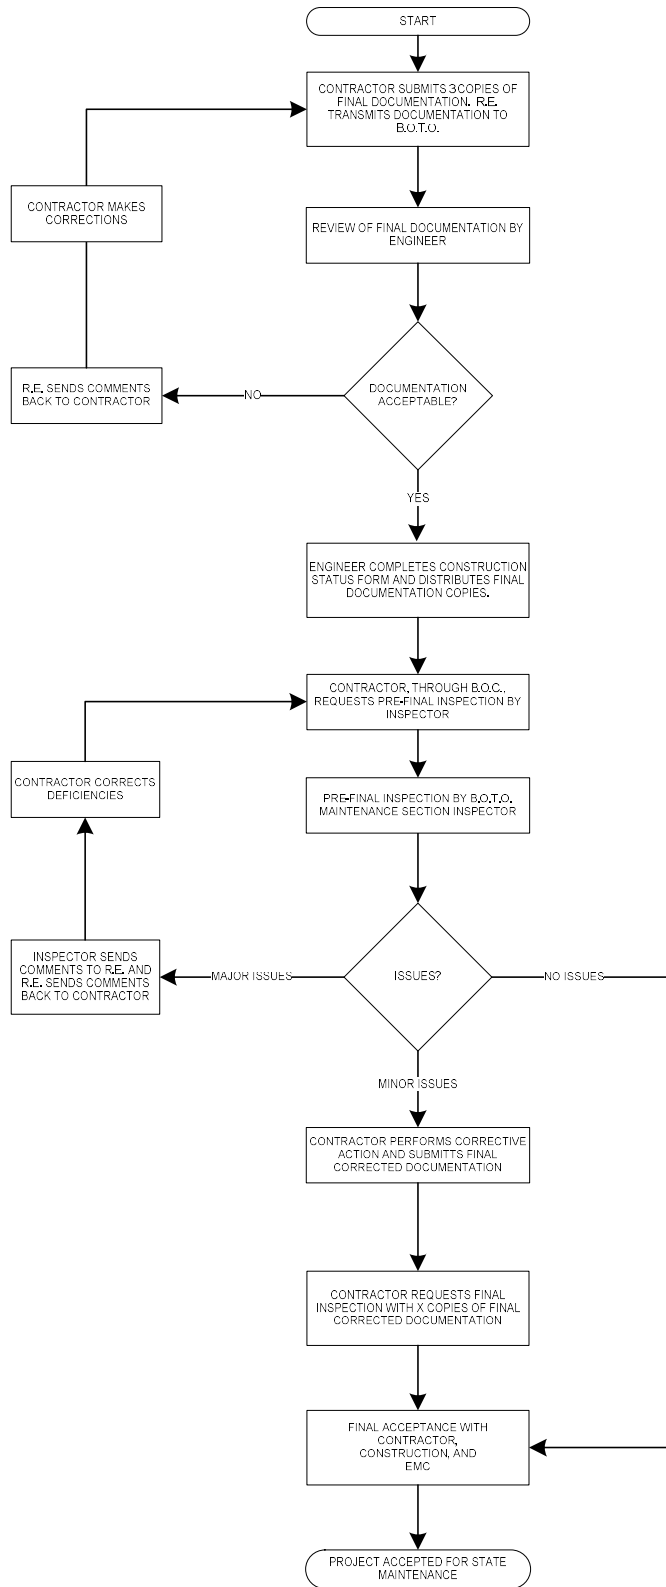 START
CONTRACTOR SUBMITS 3 COPIES OF
FINAL DOCUMENTATION. R.E.
TRANSMITS DOCUMENTATION TO
B.O.T.O.
CONTRACTOR MAKES
CORRECTIONS
REVIEW OF FINAL DOCUMENTATION BY
ENGINEER
R.E. SENDS COMMENTS
BACK TO CONTRACTOR
NO
DOCUMENTATION
ACCEPTABLE?
YES
ENGINEER COMPLETES CONSTRUCTION
STATUS FORM AND DISTRIBUTES FINAL
DOCUMENTATION COPIES.
CONTRACTOR, THROUGH B.O.C.,
REQUESTS PRE-FINAL INSPECTION BY
INSPECTOR
CONTRACTOR CORRECTS
DEFICIENCIES
PRE-FINAL INSPECTION BY B.O.T.O.
MAINTENANCE SECTION INSPECTOR
INSPECTOR SENDS
COMMENTS TO R.E. AND
R.E. SENDS COMMENTS
BACK TO CONTRACTOR
MAJOR ISSUES
ISSUES?
NO ISSUES
MINOR ISSUES
CONTRACTOR PERFORMS CORRECTIVE
ACTION AND SUBMITTS FINAL
CORRECTED DOCUMENTATION
CONTRACTOR REQUESTS FINAL
INSPECTION WITH X COPIES OF FINAL
CORRECTED DOCUMENTATION
FINAL ACCEPTANCE WITH
CONTRACTOR,
CONSTRUCTION, AND
EMC
PROJECT ACCEPTED FOR STATE
MAINTENANCE